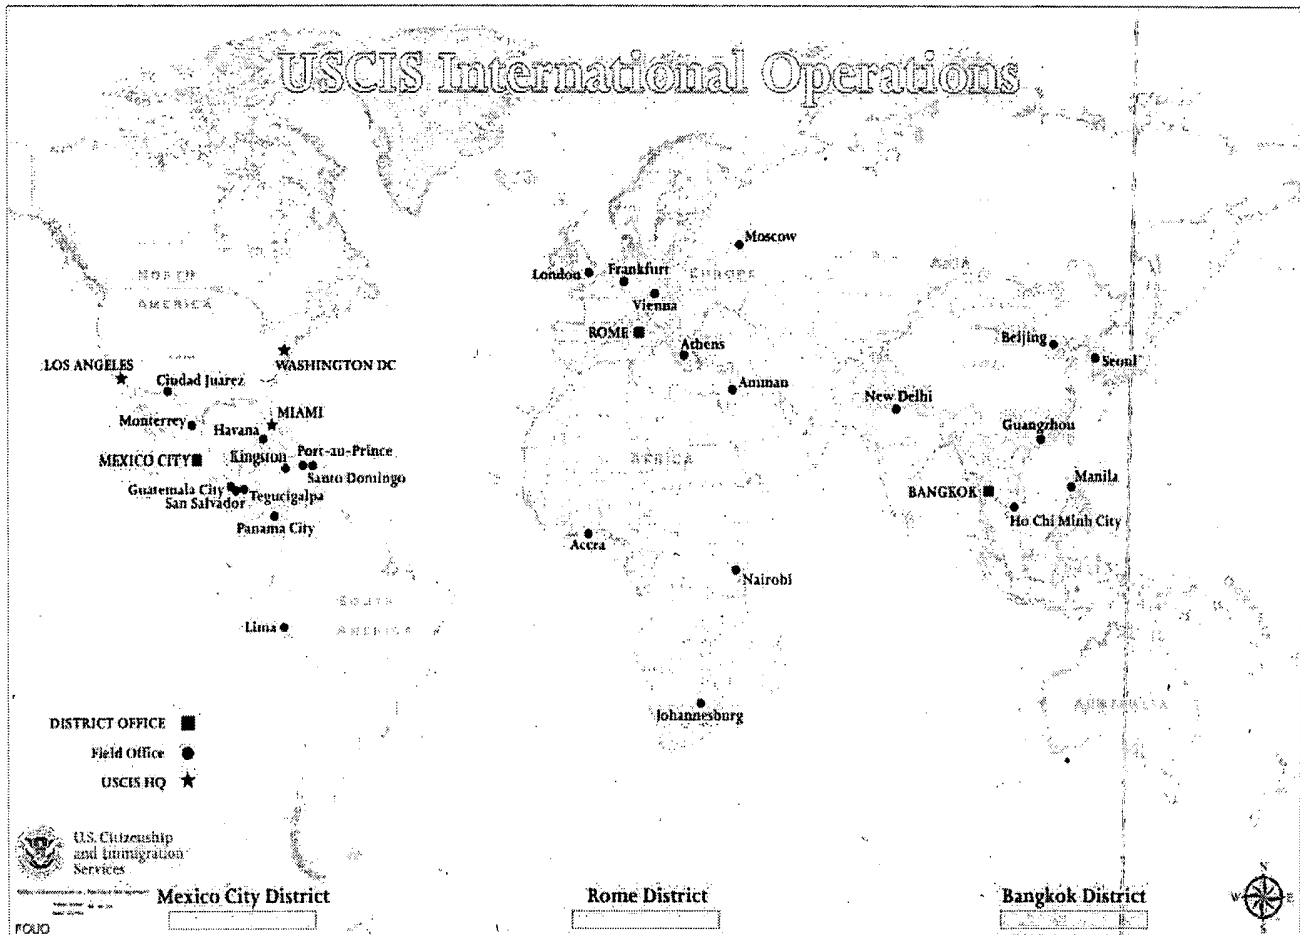 USCIS International Operations
NORTH
AMERICA
EUROPE
ASIA
AFRICA
SOUTH
AMERICA
AUSTRALIA
Moscow
London
Frankfurt
Vienna
ROME
Athens
Amman
Beijing
Seoul
New Delhi
Guangzhou
Manila
BANGKOK
Ho Chi Minh City
LOS ANGELES
WASHINGTON DC
Ciudad Juarez
Monterrey
MIAMI
Havana
MEXICO CITY
Kingston
Port-au-Prince
Santo Domingo
Guatemala City
San Salvador
Tegucigalpa
Panama City
Lima
Accra
Nairobi
Johannesburg
DISTRICT OFFICE
Field Office
USCIS HQ
U.S. Citizenship
and Immigration
Services
Mexico City District
Rome District
Bangkok District
N
W
E
S
FOUO